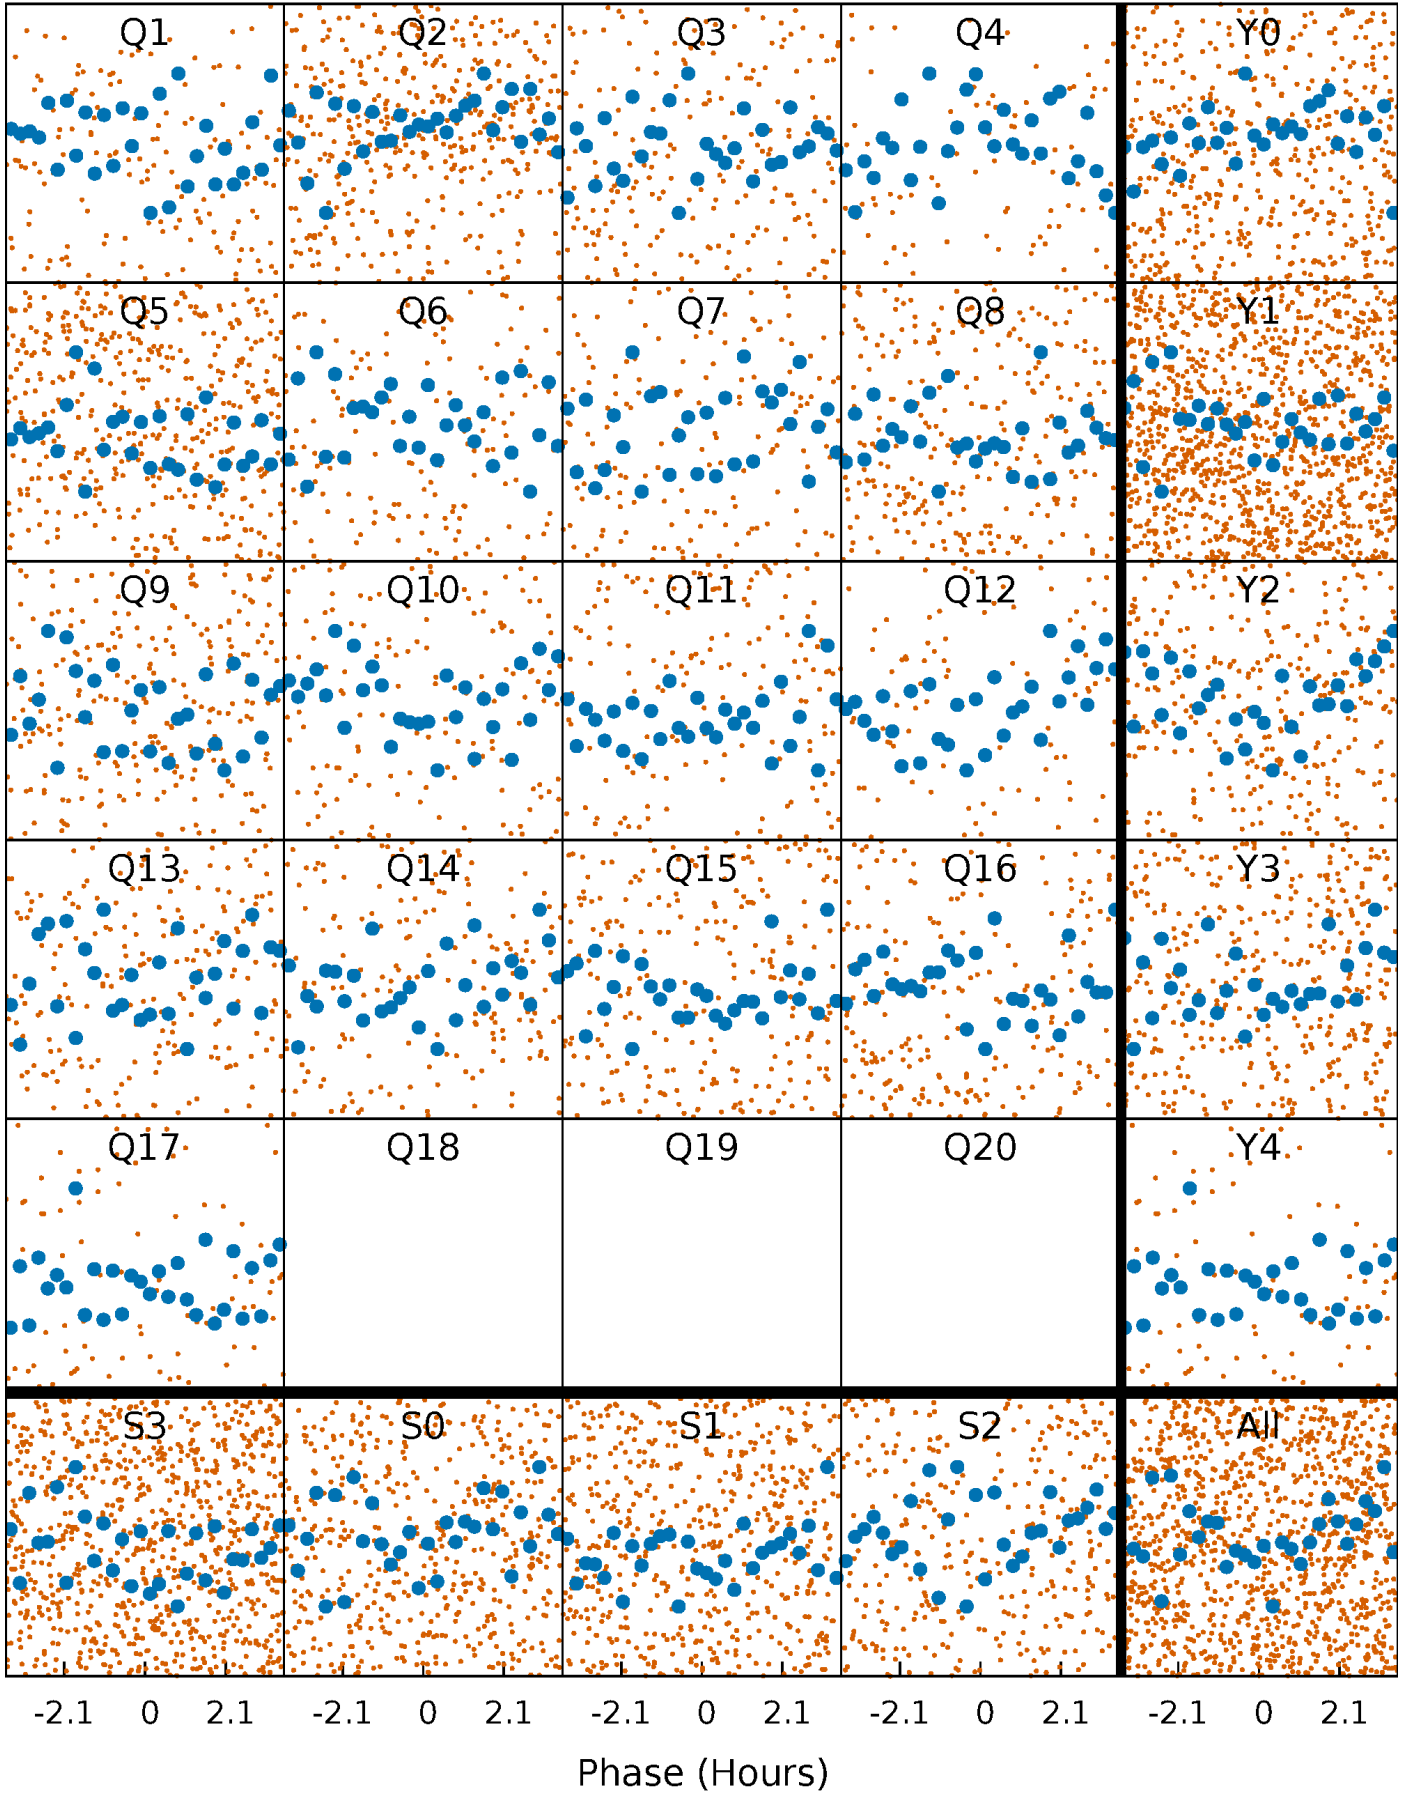 Q1 Q2 Q3 Q4 Y0
Q5 Q6 Q7 Q8 Y1
Q9 Q10 Q11 Q12 Y2
Q13 Q14 Q15 Q16 Y3
Q17 Q18 Q19 Q20 Y4
S3 S0 S1 S2 All
-2.1 0 2.1 -2.1 0 2.1 -2.1 0 2.1 -2.1 0 2.1 -2.1 0 2.1
Phase (Hours)